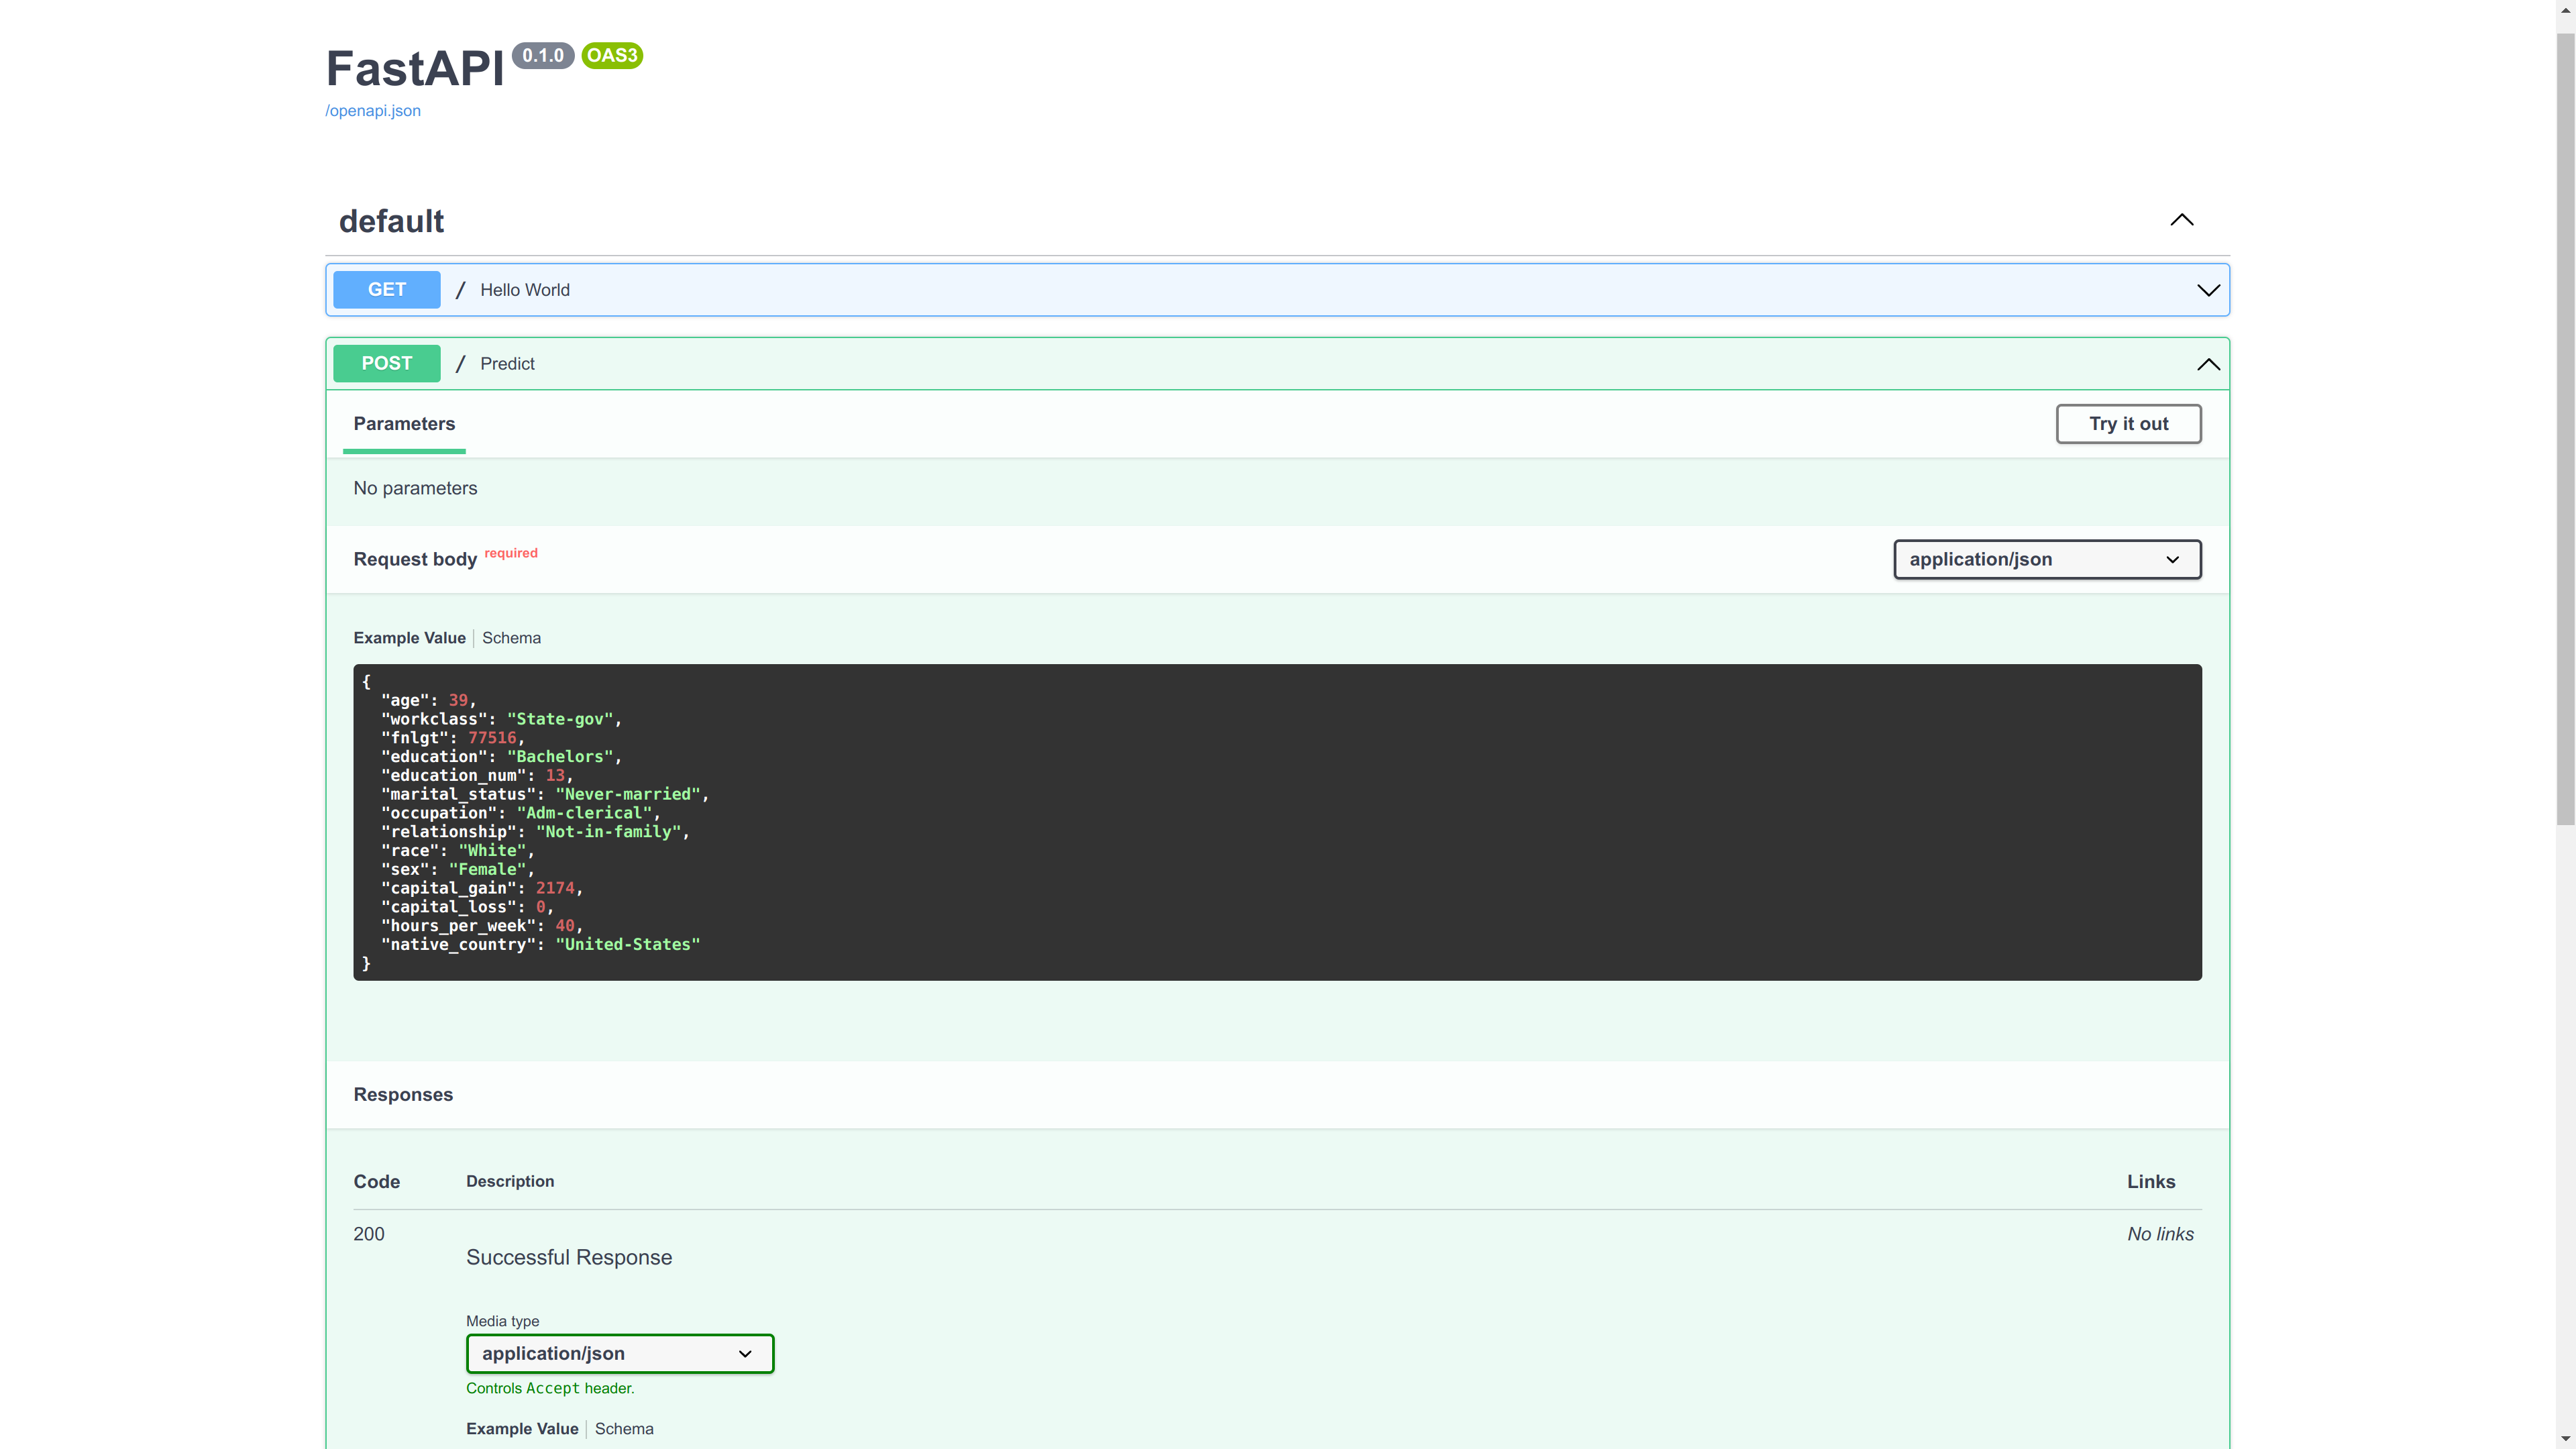 FastAPI 0.1.0 OAS3
/openapi.json
default
GET / Hello World
POST / Predict
Parameters
Try it out
No parameters
Request body required
application/json
Example Value Schema
{
"age": 39,
"workclass": "State-gov",
"fnlgt": 77516,
"education": "Bachelors",
"education_num": 13,
"marital_status": "Never-married",
"occupation": "Adm-clerical",
"relationship": "Not-in-family",
"race": "White",
"sex": "Female",
"capital_gain": 2174,
"capital_loss": 0,
"hours_per_week": 40,
"native_country": "United-States"
}
Responses
Code Description Links
200 No links
Successful Response
Media type
application/json
Controls Accept header.
Example Value Schema